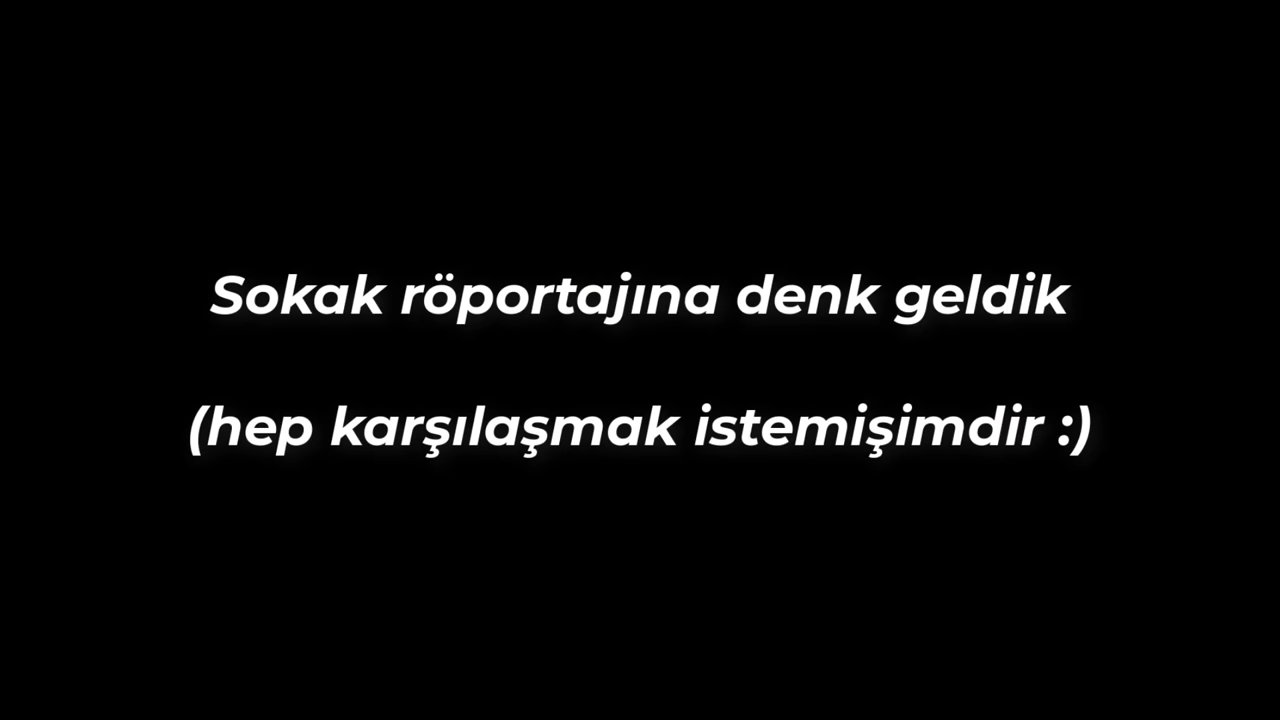 Sokak röportajına denk geldik
(hep karşılaşmak istemişimdir :)